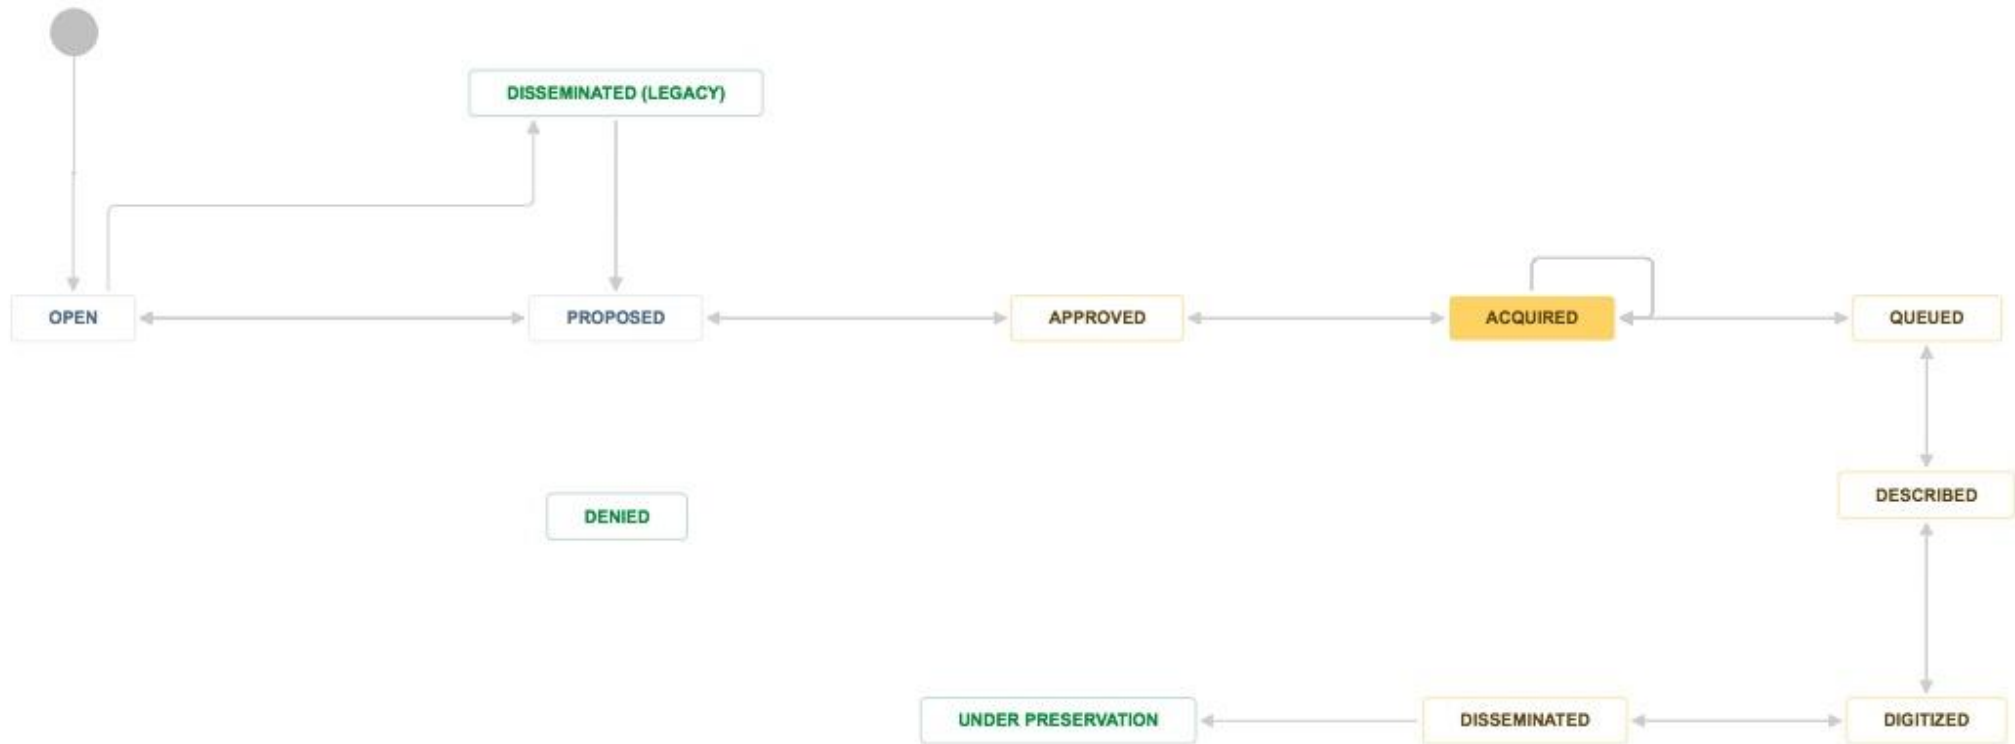 DISSEMINATED (LEGACY)
OPEN
PROPOSED
APPROVED
ACQUIRED
QUEUED
DESCRIBED
DENIED
UNDER PRESERVATION
DISSEMINATED
DIGITIZED